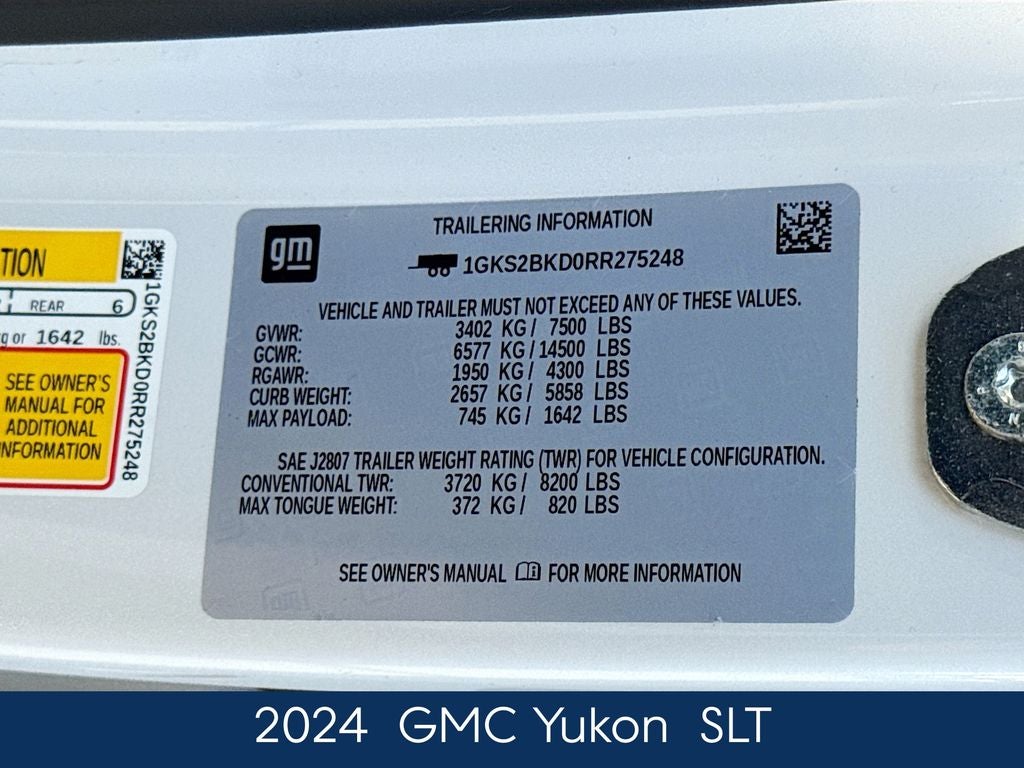 TION
REAR 6
g or 1642 lbs.
SEE OWNER'S
MANUAL FOR
ADDITIONAL
INFORMATION
1GKS2BKD0RR275248
gm
TRAILERING INFORMATION
1GKS2BKD0RR275248
VEHICLE AND TRAILER MUST NOT EXCEED ANY OF THESE VALUES.
GVWR: 3402 KG / 7500 LBS
GCWR: 6577 KG / 14500 LBS
RGAWR: 1950 KG / 4300 LBS
CURB WEIGHT: 2657 KG / 5858 LBS
MAX PAYLOAD: 745 KG / 1642 LBS
SAE J2807 TRAILER WEIGHT RATING (TWR) FOR VEHICLE CONFIGURATION.
CONVENTIONAL TWR: 3720 KG / 8200 LBS
MAX TONGUE WEIGHT: 372 KG / 820 LBS
SEE OWNER'S MANUAL FOR MORE INFORMATION
2024 GMC Yukon SLT